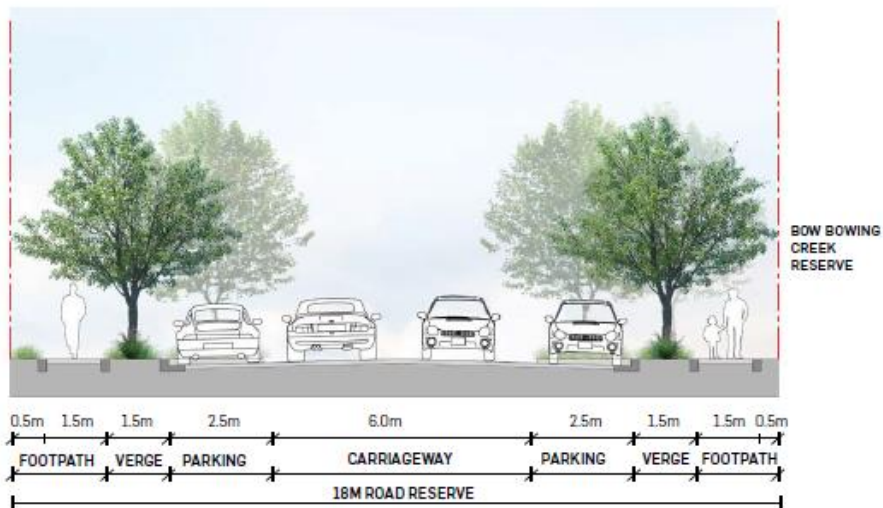 BOW BOWING
CREEK
RESERVE
0.5m 1.5m 1.5m 2.5m 6.0m 2.5m 1.5m 1.5m 0.5m
FOOTPATH VERGE PARKING CARRIAGEWAY PARKING VERGE FOOTPATH
18M ROAD RESERVE